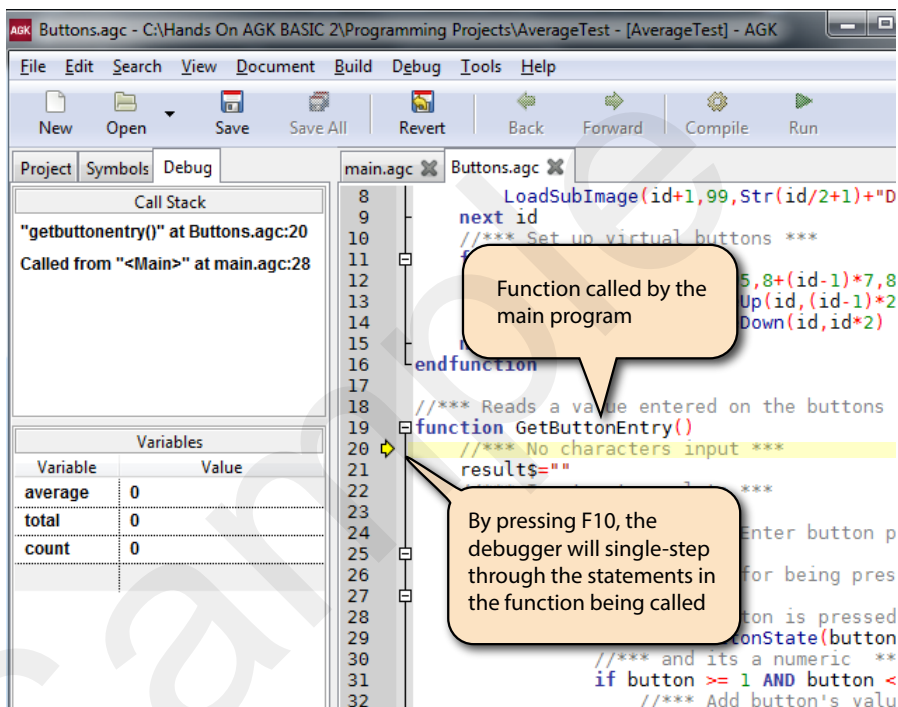 AGK Buttons.agc - C:\Hands On AGK BASIC 2\Programming Projects\AverageTest - [AverageTest] - AGK
File Edit Search View Document Build Debug Tools Help
New Open Save Save All Revert Back Forward Compile Run
Project Symbols Debug
Call Stack
"getbuttonentry()" at Buttons.agc:20
Called from "<Main>" at main.agc:28
Variables
Variable Value
average 0
total 0
count 0
main.agc Buttons.agc
8 LoadSubImage(id+1,99,Str(id/2+1)+"D
9 next id
10 //*** Set up virtual buttons ***
11
12 5,8+(id-1)*7,8
13 Up(id,(id-1)*2
14 Down(id,id*2)
15
16 endfunction
17
18 //*** Reads a value entered on the buttons
19 function GetButtonEntry()
20 //*** No characters input ***
21 result$=""
22 ***
23
24 Enter button p
25
26 for being pres
27
28 ton is pressed
29 tonState(button
30 //*** and its a numeric **
31 if button >= 1 AND button <
32 //*** Add button's valu
Function called by the
main program
By pressing F10, the
debugger will single-step
through the statements in
the function being called
sample